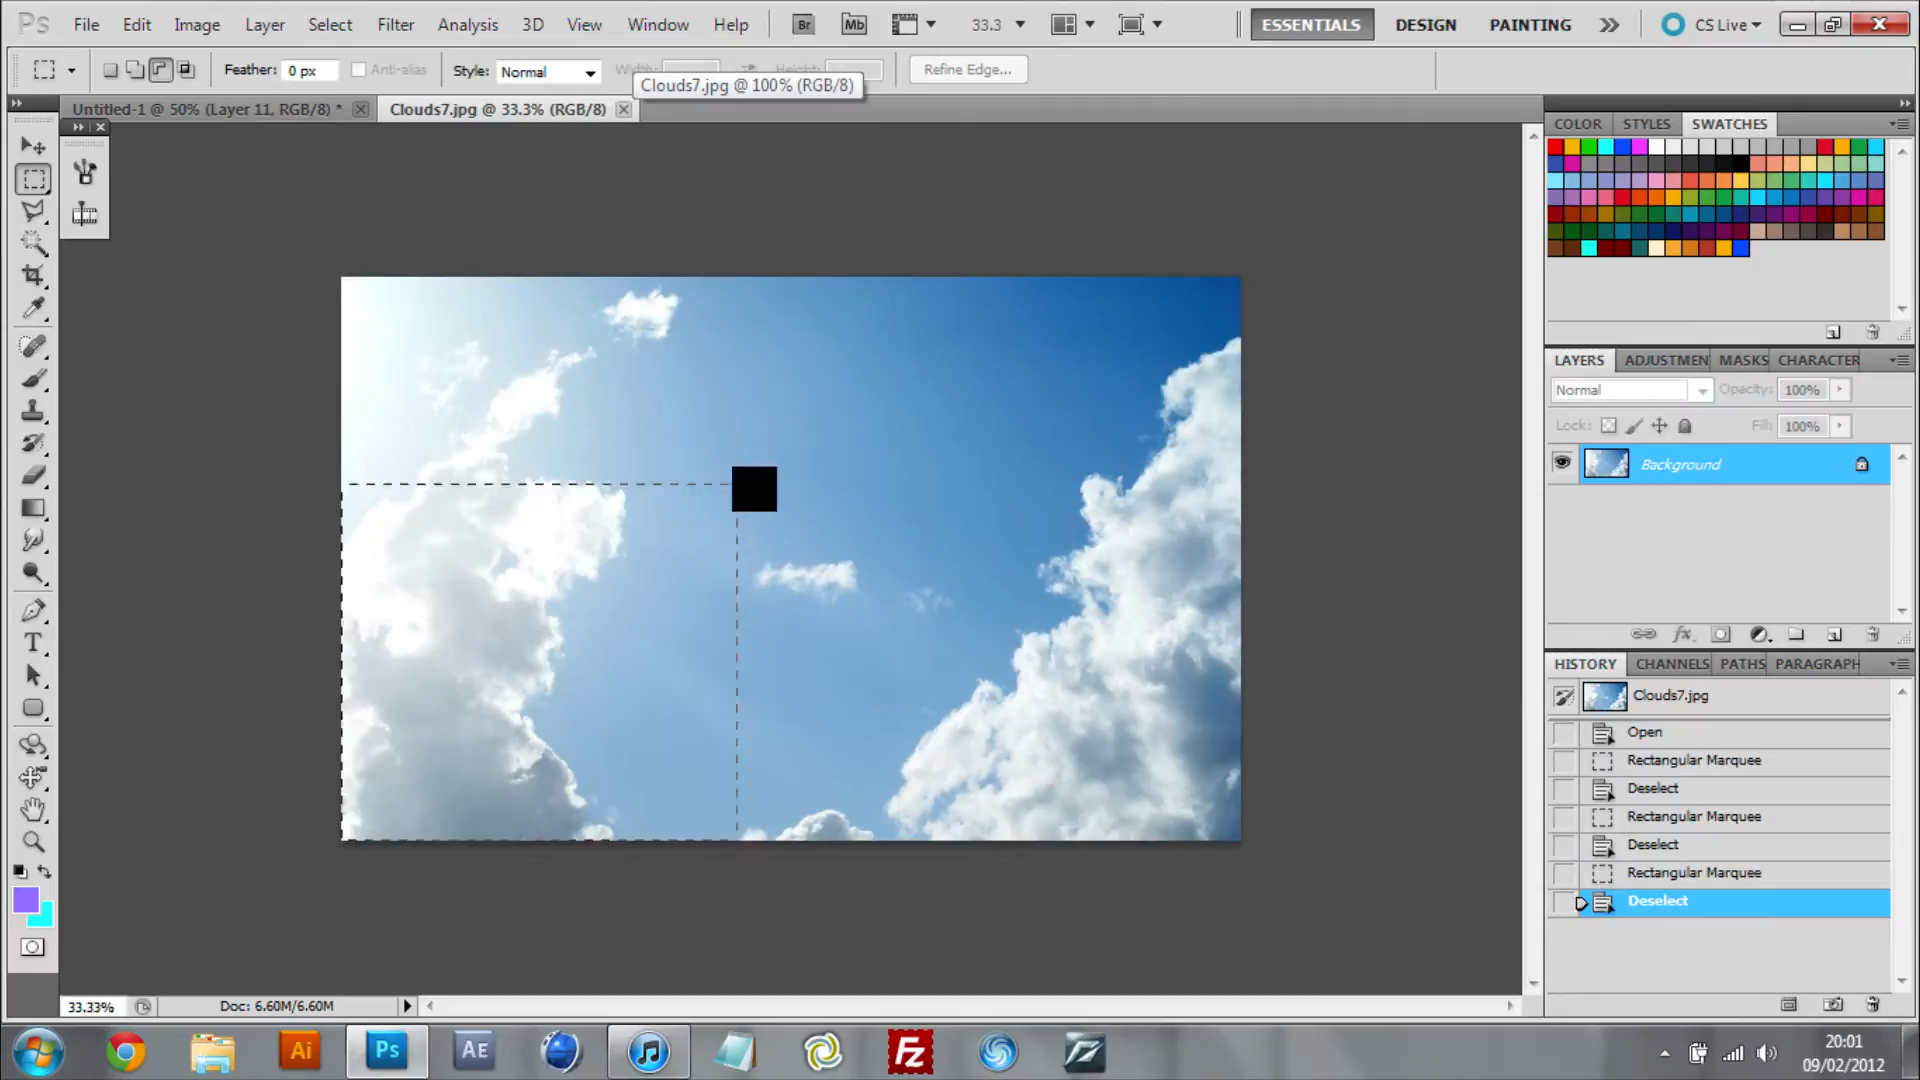 Ps File Edit Image Layer Select Filter Analysis 3D View Window Help Br Mb 33.3 ESSENTIALS DESIGN PAINTING CS Live
Feather: 0 px Anti-alias Style: Normal Width: Height: Refine Edge...
Clouds7.jpg @ 100% (RGB/8)
Untitled-1 @ 50% (Layer 11, RGB/8) * Clouds7.jpg @ 33.3% (RGB/8)
COLOR STYLES SWATCHES
LAYERS ADJUSTMEN MASKS CHARACTER
Normal Opacity: 100%
Lock: Fill: 100%
Background
HISTORY CHANNELS PATHS PARAGRAPH
Clouds7.jpg
Open
Rectangular Marquee
Deselect
Rectangular Marquee
Deselect
Rectangular Marquee
Deselect
33.33% Doc: 6.60M/6.60M
Ai Ps AE Fz
20:01
09/02/2012